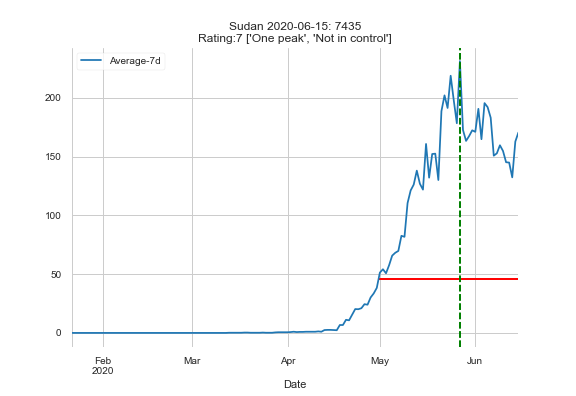 Sudan 2020-06-15: 7435
Rating:7 ['One peak', 'Not in control']
Average-7d
200
150
100
50
0
Feb Mar Apr May Jun
2020
Date